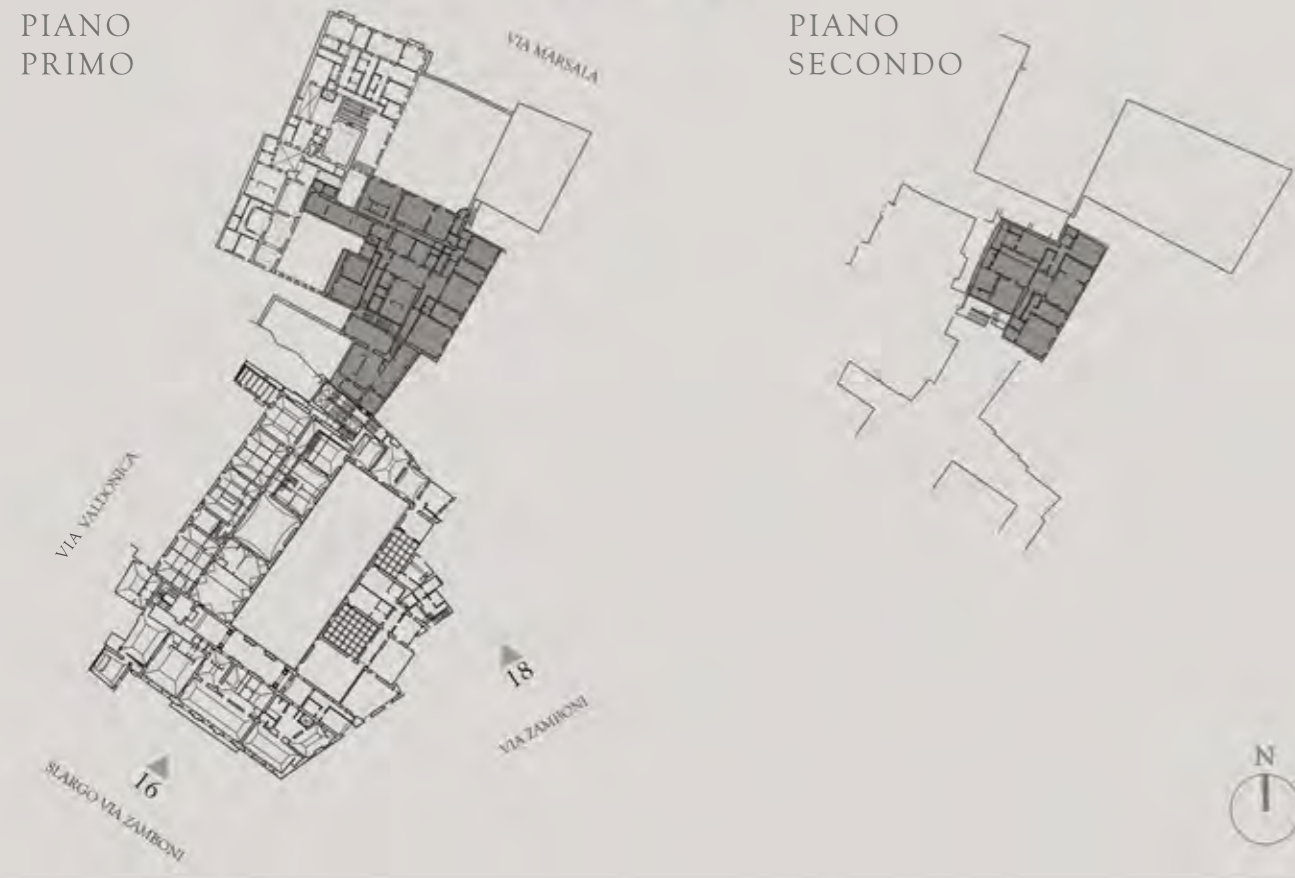 PIANO
PRIMO
PIANO
SECONDO
VIA MARSALA
VIA VALDONICA
18
VIA ZAMBONI
16
SLARGO VIA ZAMBONI
N